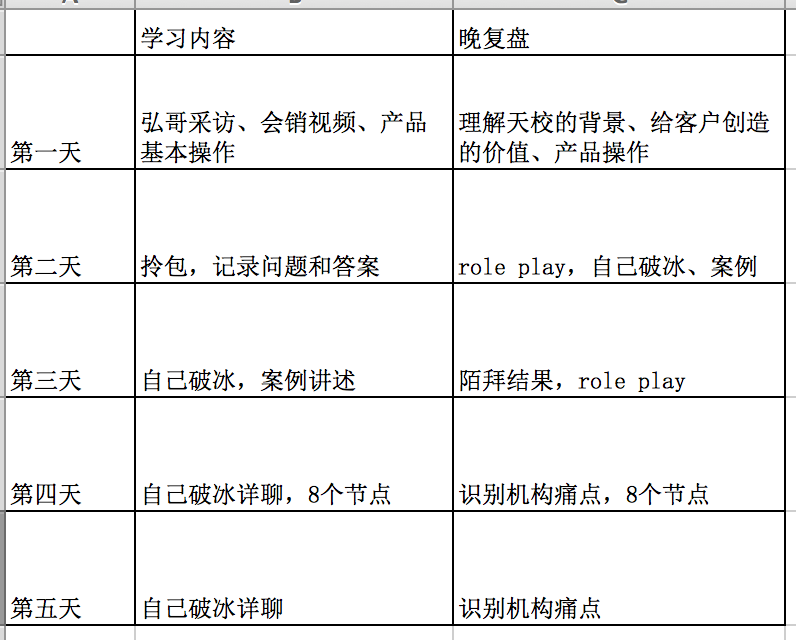 学习内容
晚复盘
第一天
弘哥采访、会销视频、产品
基本操作
理解天校的背景、给客户创造
的价值、产品操作
第二天
拎包，记录问题和答案
role play，自己破冰、案例
第三天
自己破冰，案例讲述
陌拜结果，role play
第四天
自己破冰详聊，8个节点
识别机构痛点，8个节点
第五天
自己破冰详聊
识别机构痛点